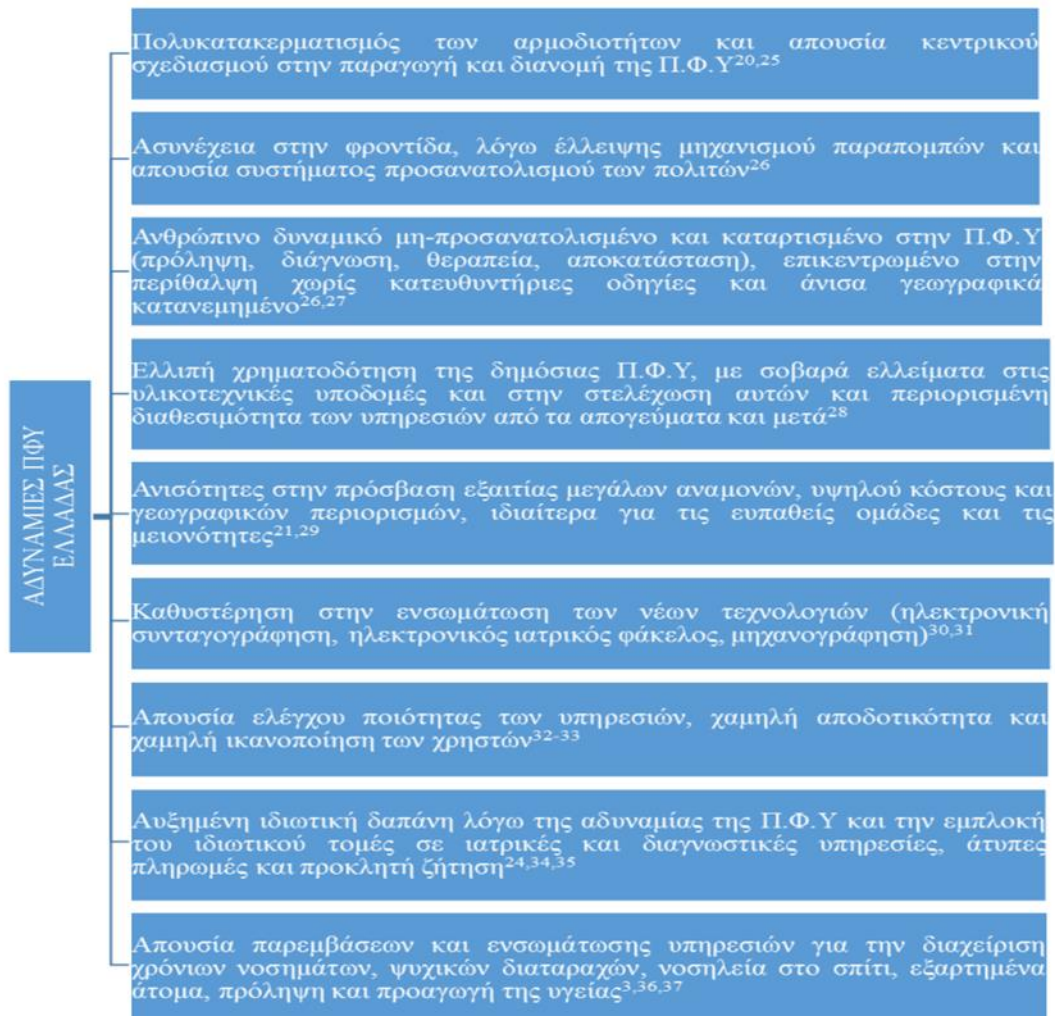 ΑΔΥΝΑΜΙΕΣ ΠΦΥ
ΕΛΛΑΔΑΣ
Πολυκατακερματισμός των αρμοδιοτήτων και απουσία κεντρικού
σχεδιασμού στην παραγωγή και διανομή της Π.Φ.Υ20,25
Ασυνέχεια στην φροντίδα, λόγω έλλειψης μηχανισμού παραπομπών και
απουσία συστήματος προσανατολισμού των πολιτών26
Ανθρώπινο δυναμικό μη-προσανατολισμένο και καταρτισμένο στην Π.Φ.Υ
(πρόληψη, διάγνωση, θεραπεία, αποκατάσταση), επικεντρωμένο στην
περίθαλψη χωρίς κατευθυντήριες οδηγίες και άνισα γεωγραφικά
κατανεμημένο26,27
Ελλιπή χρηματοδότηση της δημόσιας Π.Φ.Υ, με σοβαρά ελλείματα στις
υλικοτεχνικές υποδομές και στην στελέχωση αυτών και περιορισμένη
διαθεσιμότητα των υπηρεσιών από τα απογεύματα και μετά28
Ανισότητες στην πρόσβαση εξαιτίας μεγάλων αναμονών, υψηλού κόστους και
γεωγραφικών περιορισμών, ιδιαίτερα για τις ευπαθείς ομάδες και τις
μειονότητες21,29
Καθυστέρηση στην ενσωμάτωση των νέων τεχνολογιών (ηλεκτρονική
συνταγογράφηση, ηλεκτρονικός ιατρικός φάκελος, μηχανογράφηση)30,31
Απουσία ελέγχου ποιότητας των υπηρεσιών, χαμηλή αποδοτικότητα και
χαμηλή ικανοποίηση των χρηστών32-33
Αυξημένη ιδιωτική δαπάνη λόγω της αδυναμίας της Π.Φ.Υ και την εμπλοκή
του ιδιωτικού τομές σε ιατρικές και διαγνωστικές υπηρεσίες, άτυπες
πληρωμές και προκλητή ζήτηση24,34,35
Απουσία παρεμβάσεων και ενσωμάτωσης υπηρεσιών για την διαχείριση
χρόνιων νοσημάτων, ψυχικών διαταραχών, νοσηλεία στο σπίτι, εξαρτημένα
άτομα, πρόληψη και προαγωγή της υγείας3,36,37